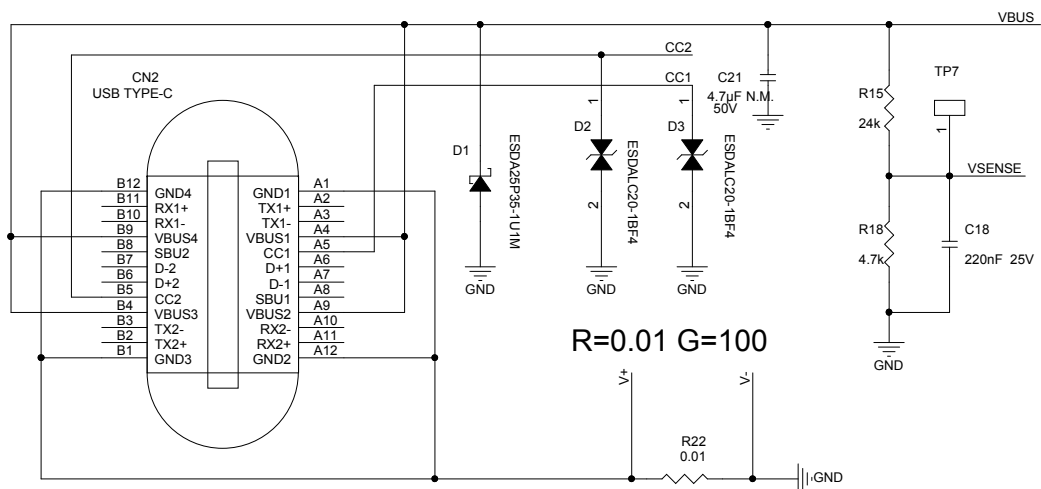 VBUS
CC2
CC1
CN2
USB TYPE-C
C21
4.7µF N.M.
50V
TP7
1
R15
24k
D1
ESDA25P35-1U1M
1
D2
2
ESDALC20-1BF4
1
D3
2
ESDALC20-1BF4
VSENSE
R18
4.7k
C18
220nF 25V
B12 GND4 GND1 A1
B11 RX1+ TX1+ A2
B10 RX1- TX1- A3
B9 VBUS4 VBUS1 A4
B8 SBU2 CC1 A5
B7 D-2 D+1 A6
B6 D+2 D-1 A7
B5 CC2 SBU1 A8
B4 VBUS3 VBUS2 A9
B3 TX2- RX2- A10
B2 TX2+ RX2+ A11
B1 GND3 GND2 A12
GND
GND
GND
GND
R=0.01 G=100
V+
V-
R22
0.01
GND